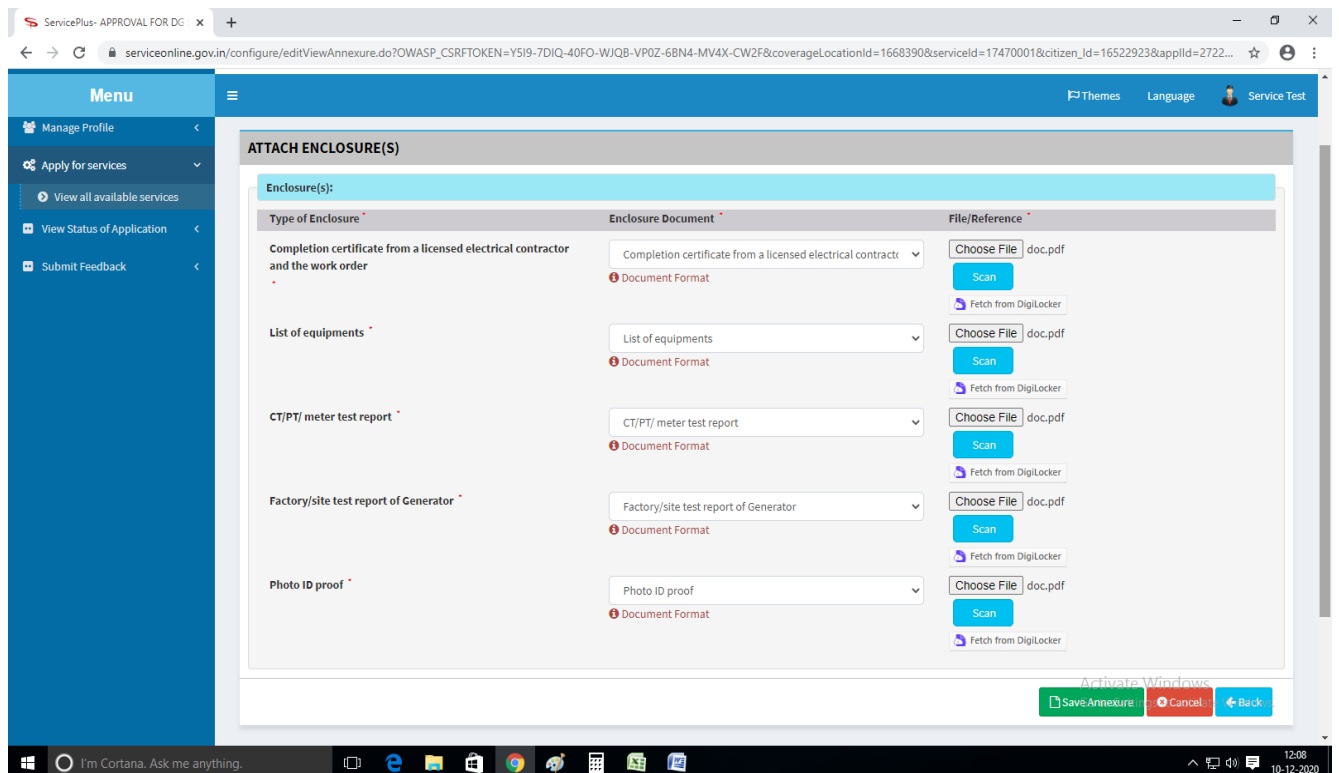 ServicePlus- APPROVAL FOR DG
serviceonline.gov.in/configure/editViewAnnexure.do?OWASP_CSRFTOKEN=Y5I9-7DIQ-40FO-WJQB-VP0Z-6BN4-MV4X-CW2F&coverageLocationId=1668390&serviceId=17470001&citizen_Id=16522923&applId=2722...
Menu
Themes Language Service Test
Manage Profile
Apply for services
View all available services
View Status of Application
Submit Feedback
ATTACH ENCLOSURE(S)
Enclosure(s):
Type of Enclosure * Enclosure Document * File/Reference *
Completion certificate from a licensed electrical contractor
and the work order
*
Completion certificate from a licensed electrical contract
Document Format
Choose File doc.pdf
Scan
Fetch from DigiLocker
List of equipments *
List of equipments
Document Format
Choose File doc.pdf
Scan
Fetch from DigiLocker
CT/PT/ meter test report *
CT/PT/ meter test report
Document Format
Choose File doc.pdf
Scan
Fetch from DigiLocker
Factory/site test report of Generator *
Factory/site test report of Generator
Document Format
Choose File doc.pdf
Scan
Fetch from DigiLocker
Photo ID proof *
Photo ID proof
Document Format
Choose File doc.pdf
Scan
Fetch from DigiLocker
Activate Windows
Save Annexure Cancel Back
I'm Cortana. Ask me anything.
12:08
10-12-2020